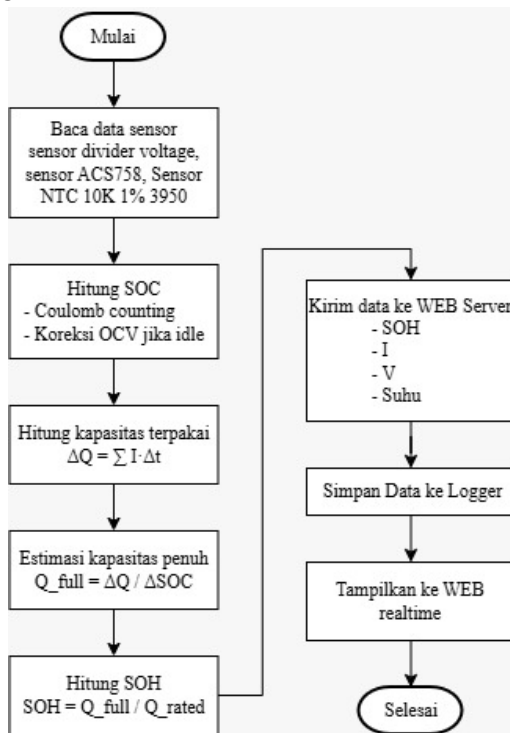 Mulai
Baca data sensor
sensor divider voltage,
sensor ACS758, Sensor
NTC 10K 1% 3950
Hitung SOC
- Coulomb counting
- Koreksi OCV jika idle
Hitung kapasitas terpakai
ΔQ = ∑ I·Δt
Estimasi kapasitas penuh
Q_full = ΔQ / ΔSOC
Hitung SOH
SOH = Q_full / Q_rated
Kirim data ke WEB Server
- SOH
- I
- V
- Suhu
Simpan Data ke Logger
Tampilkan ke WEB
realtime
Selesai